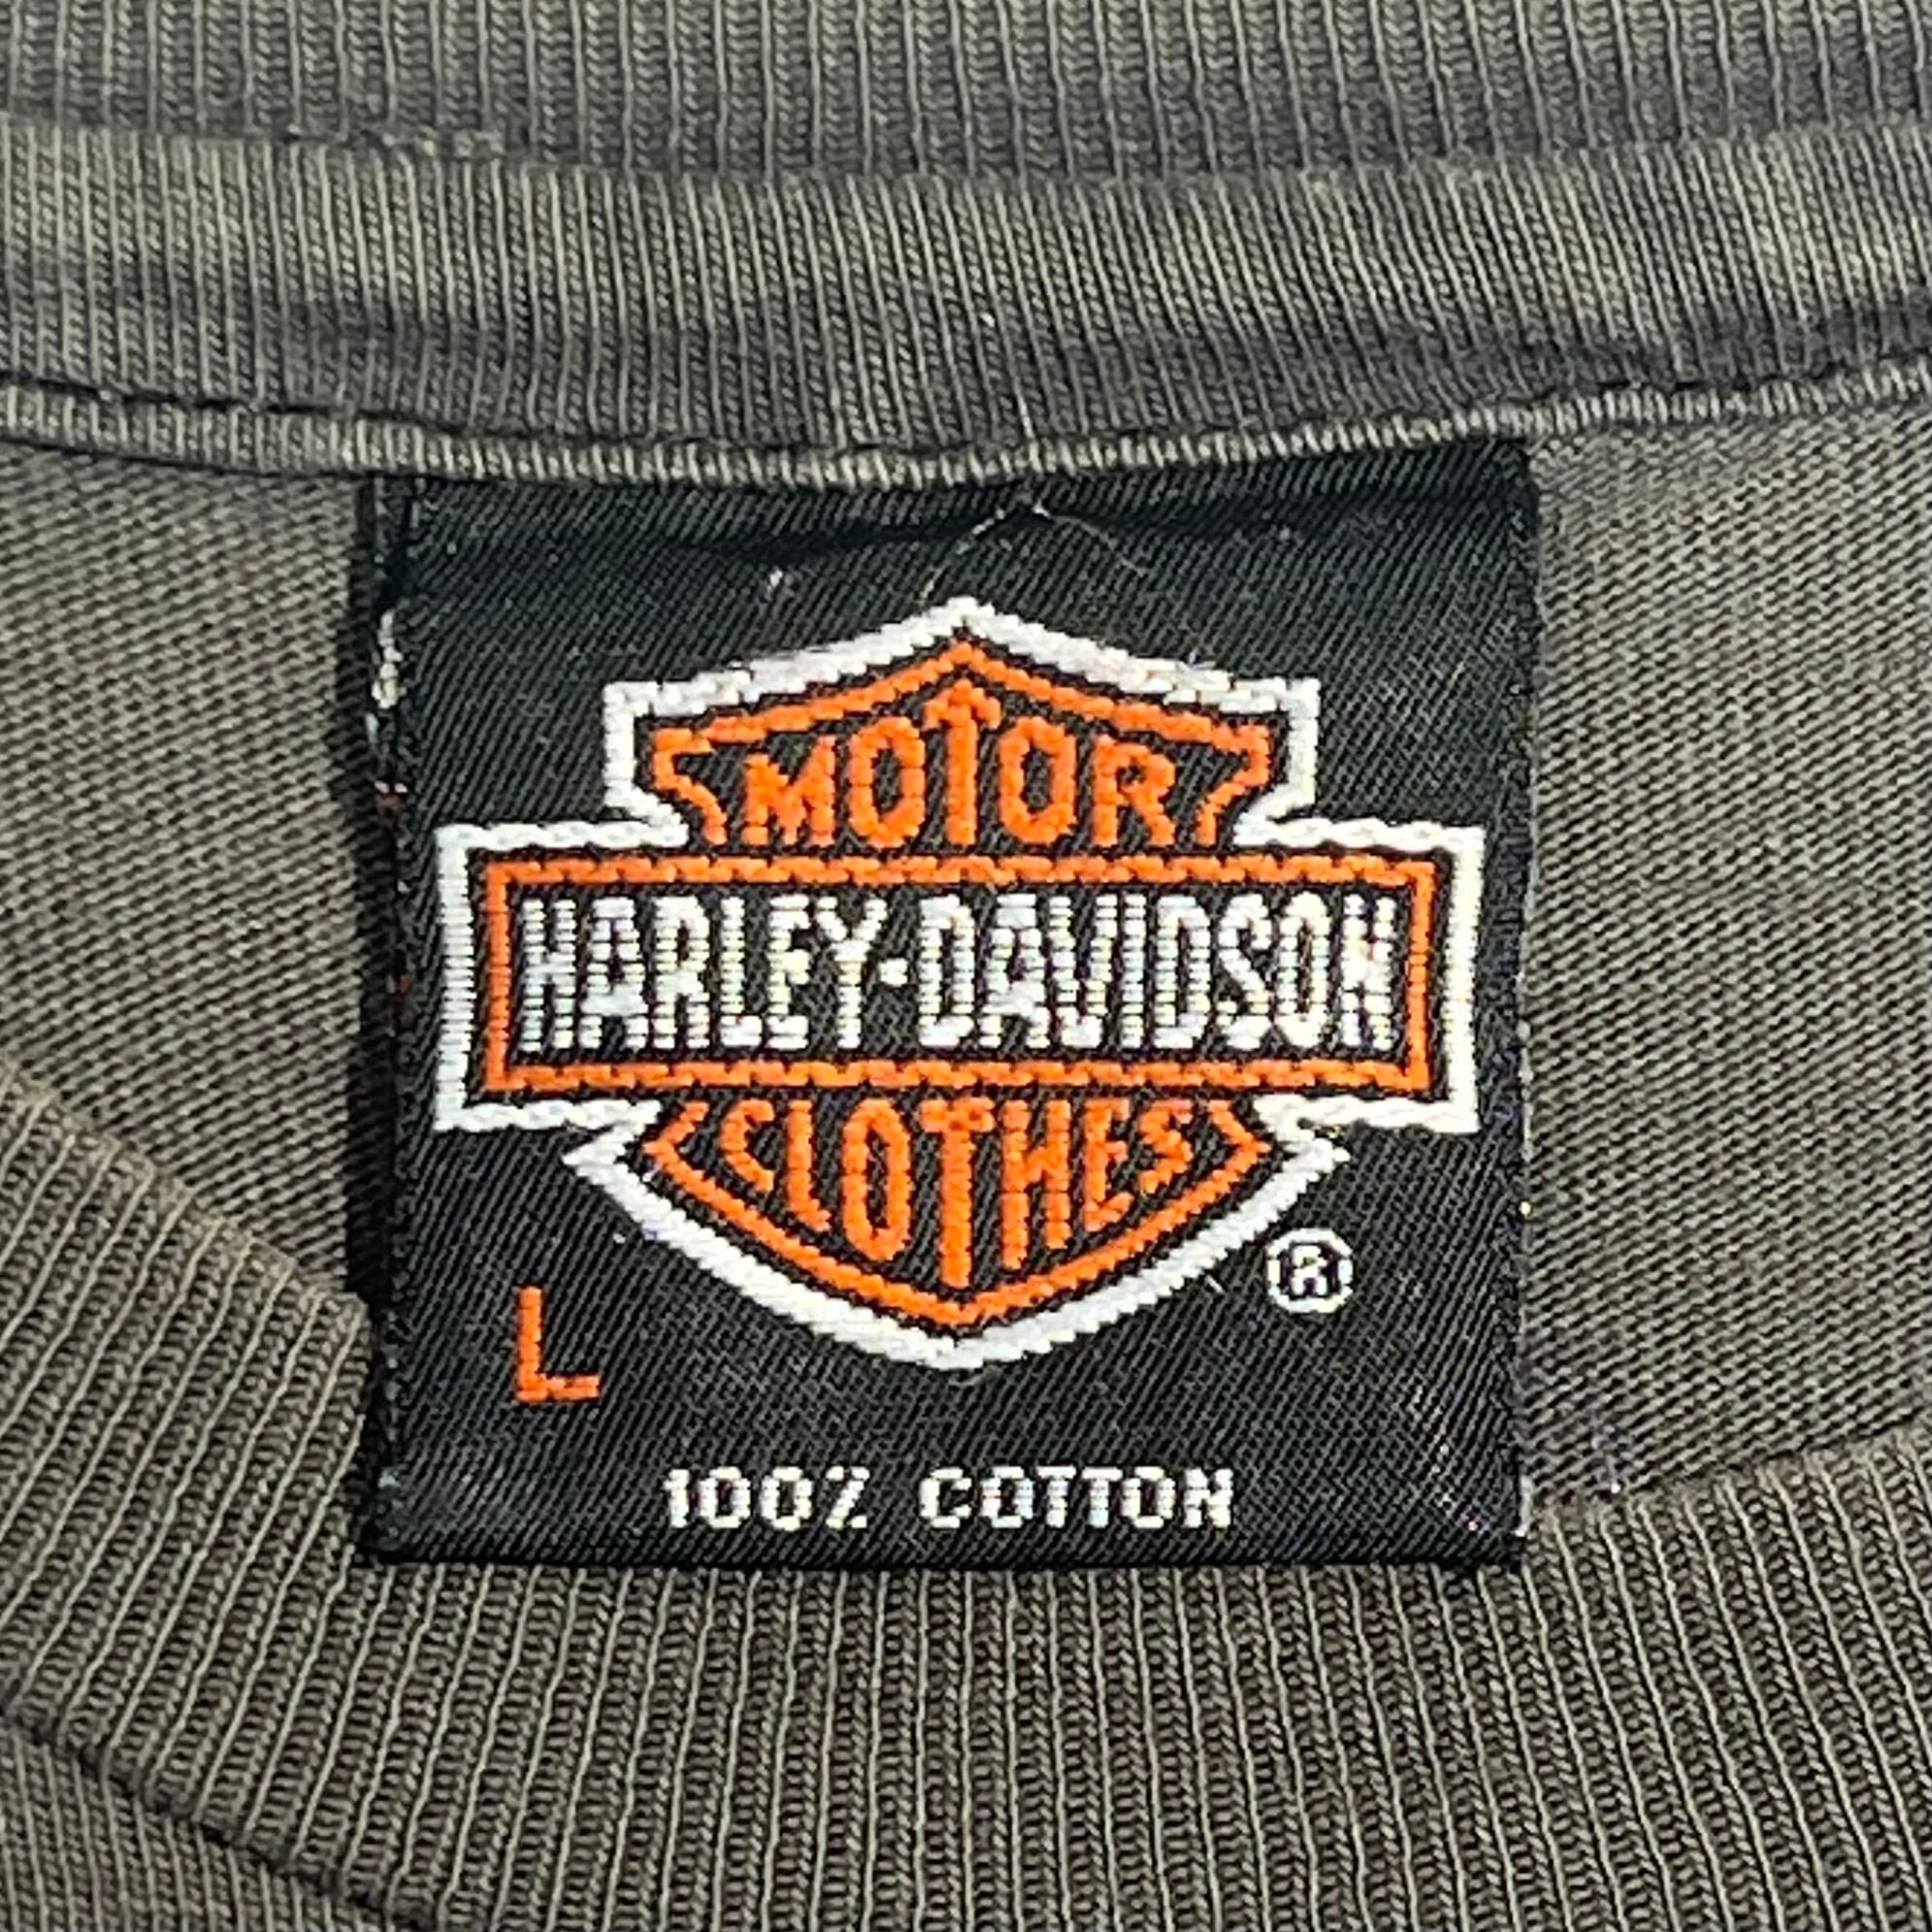 MOTOR
HARLEY-DAVIDSON
CLOTHES
®
L
100% COTTON